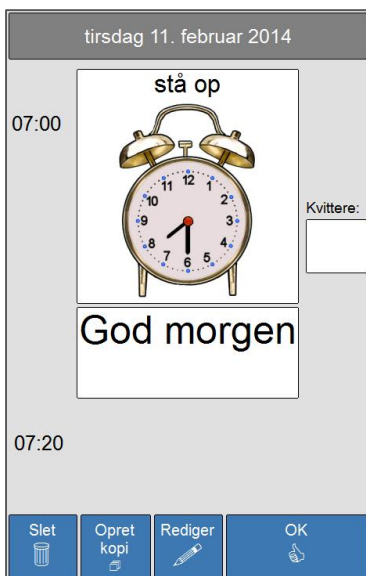 tirsdag 11. februar 2014
stå op
07:00
12
11 1
10 2
9 3
8 4
7 5
6
Kvittere:
God morgen
07:20
Slet
Opret kopi
Rediger
OK